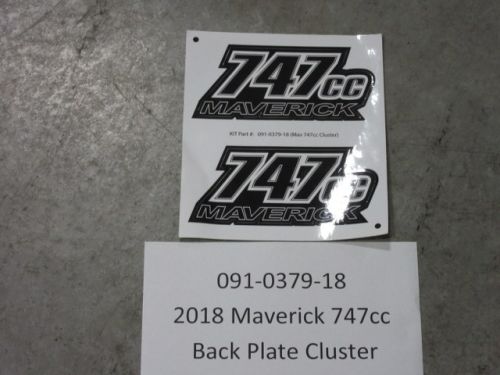 747cc
MAVERICK
KIT Part #: 091-0379-18 (Mav 747cc Cluster)
747cc
MAVERICK
091-0379-18
2018 Maverick 747cc
Back Plate Cluster